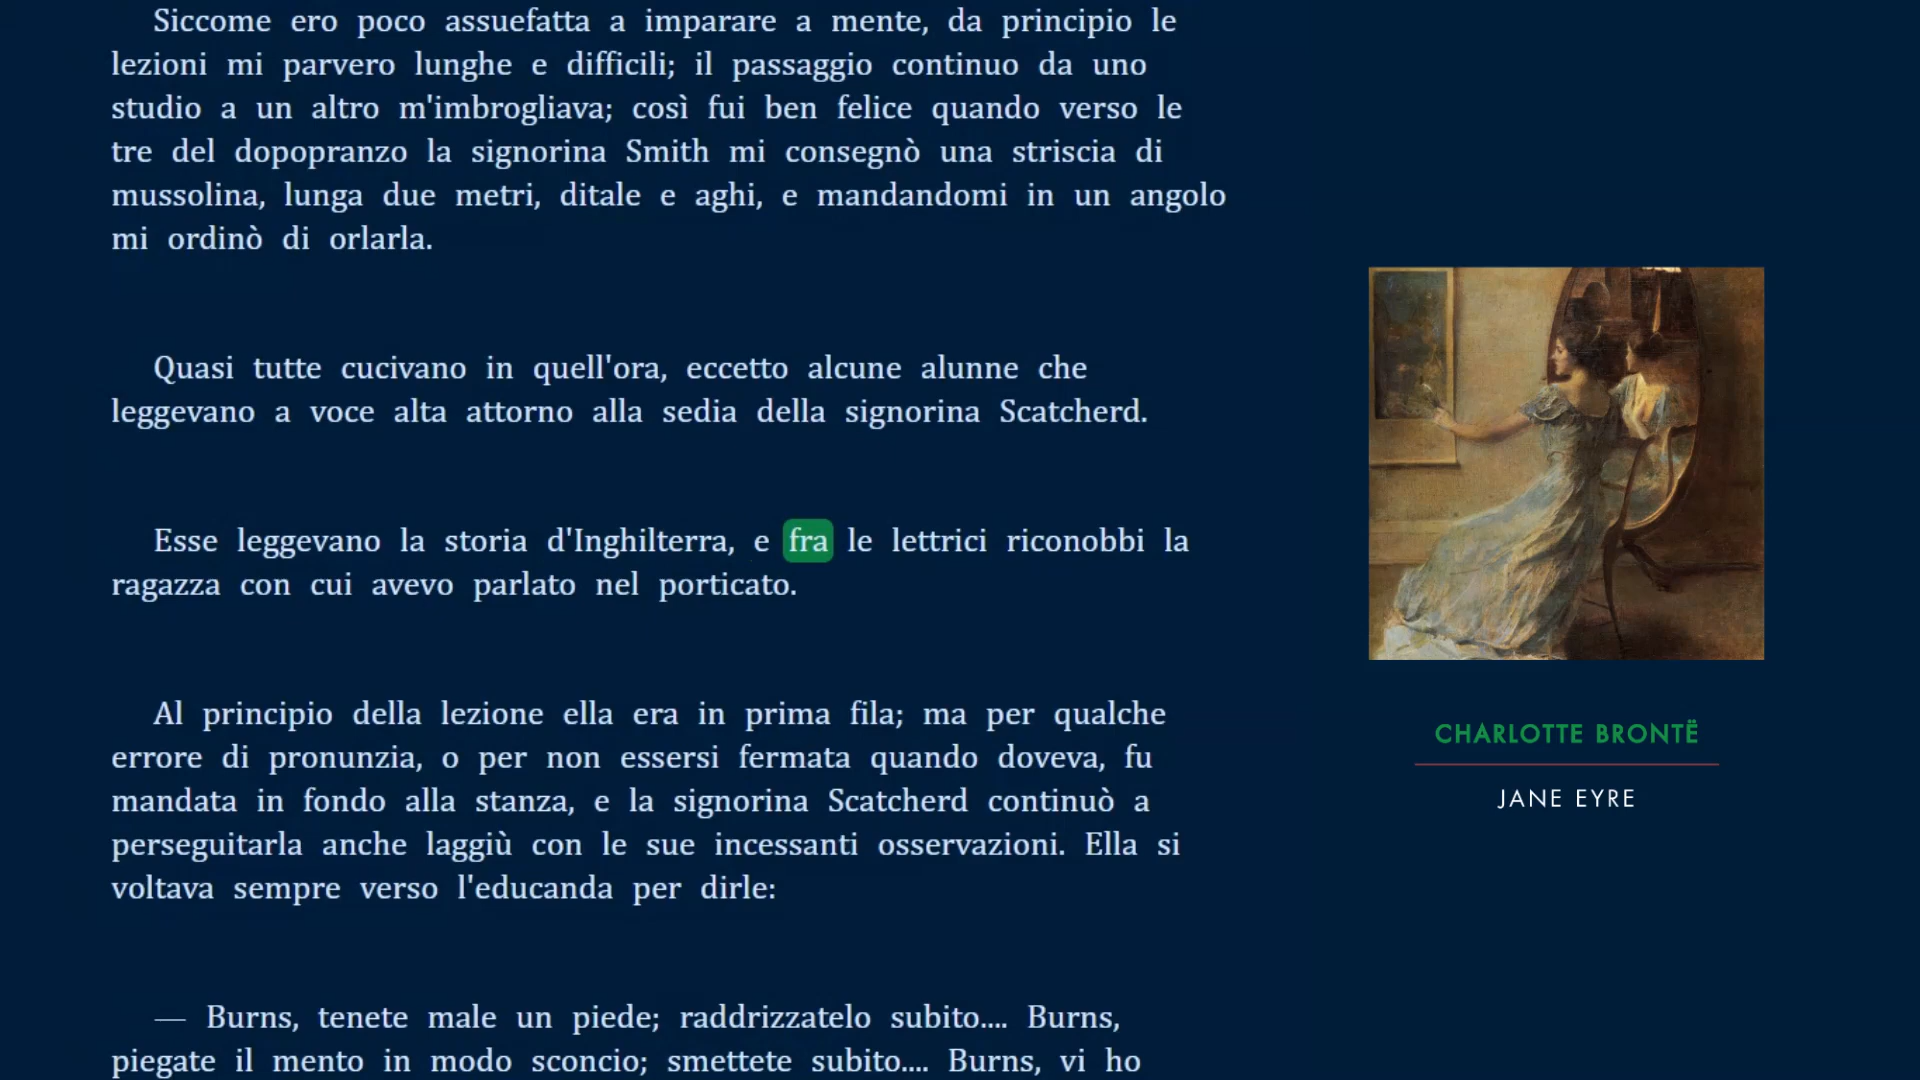 Siccome ero poco assuefatta a imparare a mente, da principio le
lezioni mi parvero lunghe e difficili; il passaggio continuo da uno
studio a un altro m'imbrogliava; così fui ben felice quando verso le
tre del dopopranzo la signorina Smith mi consegnò una striscia di
mussolina, lunga due metri, ditale e aghi, e mandandomi in un angolo
mi ordinò di orlarla.
Quasi tutte cucivano in quell'ora, eccetto alcune alunne che
leggevano a voce alta attorno alla sedia della signorina Scatcherd.
Esse leggevano la storia d'Inghilterra, e fra le lettrici riconobbi la
ragazza con cui avevo parlato nel porticato.
Al principio della lezione ella era in prima fila; ma per qualche
errore di pronunzia, o per non essersi fermata quando doveva, fu
mandata in fondo alla stanza, e la signorina Scatcherd continuò a
perseguitarla anche laggiù con le sue incessanti osservazioni. Ella si
voltava sempre verso l'educanda per dirle:
— Burns, tenete male un piede; raddrizzatelo subito.... Burns,
piegate il mento in modo sconcio; smettete subito.... Burns, vi ho
CHARLOTTE BRONTË
JANE EYRE